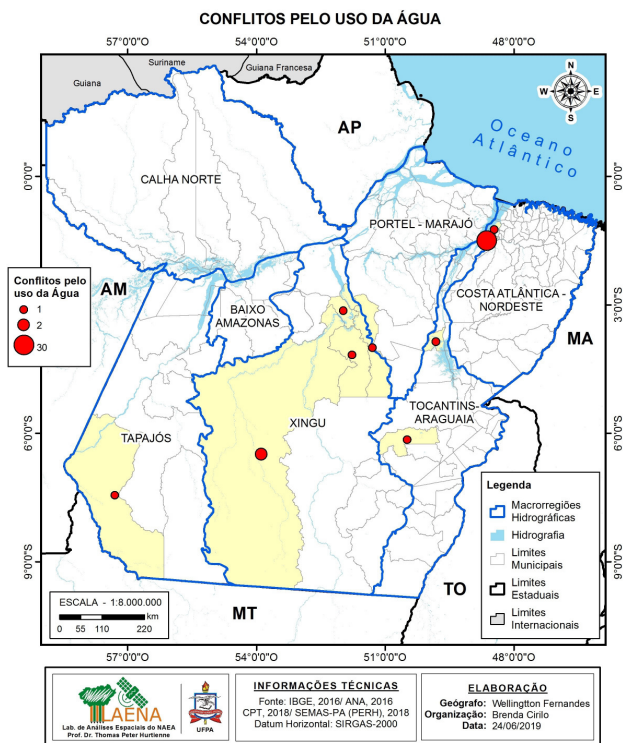 CONFLITOS PELO USO DA ÁGUA
57°0'0"
54°0'0"
51°0'0"
48°0'0"
Suriname
Guiana
Guiana Francesa
N
W
E
S
AP
Oceano
Atlântico
0°0'0"
0°0'0"
CALHA NORTE
PORTEL - MARAJÓ
Conflitos pelo
uso da Água
1
2
30
AM
BAIXO
AMAZONAS
COSTA ATLÂNTICA -
NORDESTE
MA
3°0'0"S
3°0'0"S
TAPAJÓS
XINGU
TOCANTINS-
ARAGUAIA
6°0'0"S
6°0'0"S
Legenda
Macrorregiões
Hidrográficas
Hidrografia
Limites
Municipais
Limites
Estaduais
Limites
Internacionais
9°0'0"S
9°0'0"S
ESCALA - 1:8.000.000
km
0 55 110 220
MT
TO
57°0'0"
54°0'0"
51°0'0"
48°0'0"
LAENA
Lab. de Análises Espaciais do NAEA
Prof. Dr. Thomas Peter Hurtienne
UFPA
INFORMAÇÕES TÉCNICAS
Fonte: IBGE, 2016/ ANA, 2016
CPT, 2018/ SEMAS-PA (PERH), 2018
Datum Horizontal: SIRGAS-2000
ELABORAÇÃO
Geógrafo: Wellingtton Fernandes
Organização: Brenda Cirilo
Data: 24/06/2019